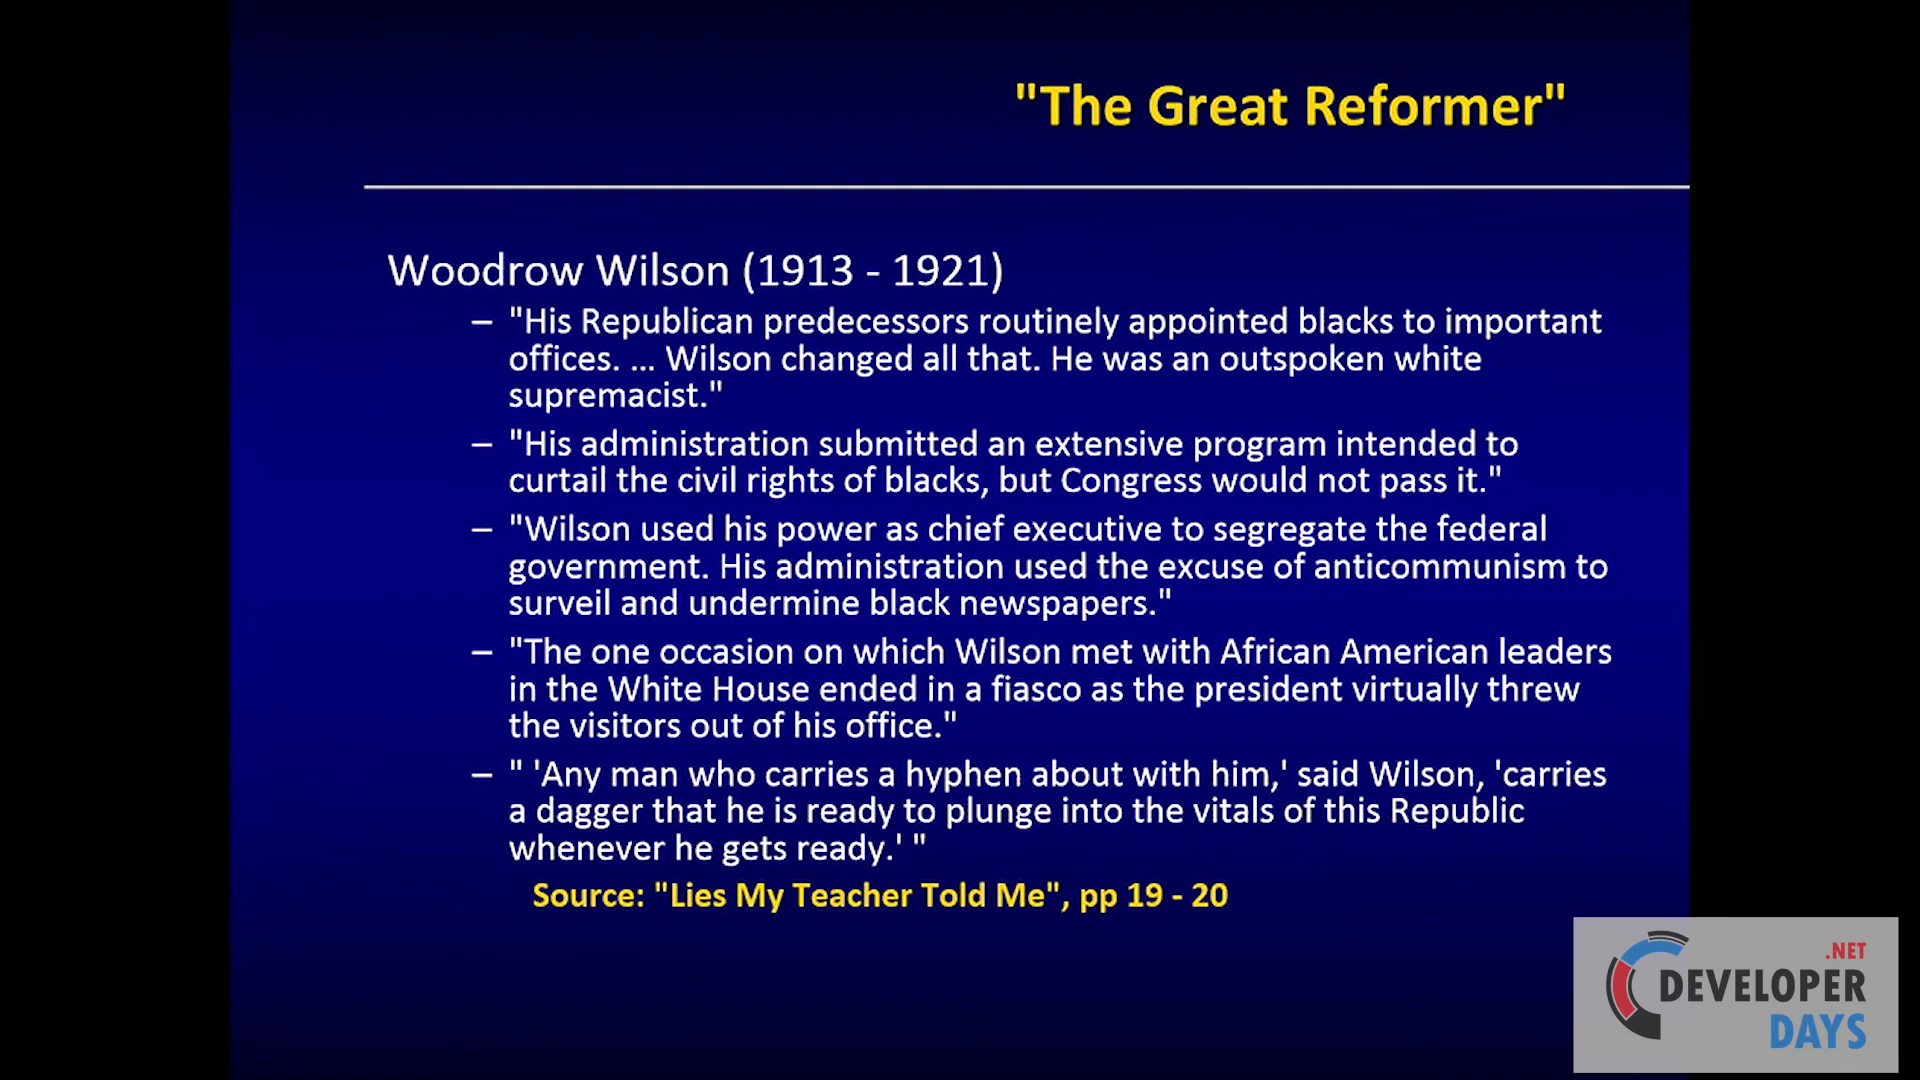 "The Great Reformer"
Woodrow Wilson (1913 - 1921)
– "His Republican predecessors routinely appointed blacks to important
offices. ... Wilson changed all that. He was an outspoken white
supremacist."
– "His administration submitted an extensive program intended to
curtail the civil rights of blacks, but Congress would not pass it."
– "Wilson used his power as chief executive to segregate the federal
government. His administration used the excuse of anticommunism to
surveil and undermine black newspapers."
– "The one occasion on which Wilson met with African American leaders
in the White House ended in a fiasco as the president virtually threw
the visitors out of his office."
– " 'Any man who carries a hyphen about with him,' said Wilson, 'carries
a dagger that he is ready to plunge into the vitals of this Republic
whenever he gets ready.' "
Source: "Lies My Teacher Told Me", pp 19 - 20
.NET
DEVELOPER
DAYS